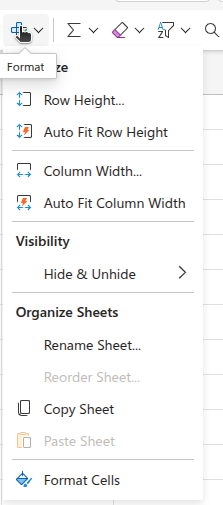 Format
ze
Row Height...
Auto Fit Row Height
Column Width...
Auto Fit Column Width
Visibility
Hide & Unhide
Organize Sheets
Rename Sheet...
Reorder Sheet...
Copy Sheet
Paste Sheet
Format Cells